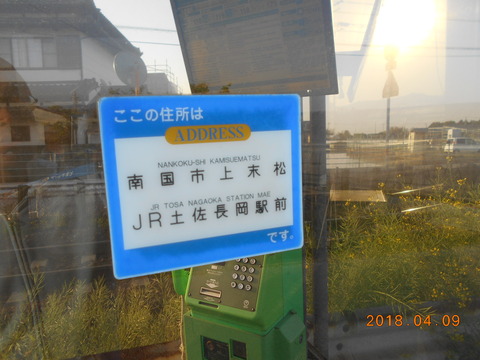 ここの住所は
ADDRESS
NANKOKU-SHI KAMISUEMATSU
南国市上末松
JR TOSA NAGAOKA STATION MAE
JR土佐長岡駅前
です。
2018.04.09